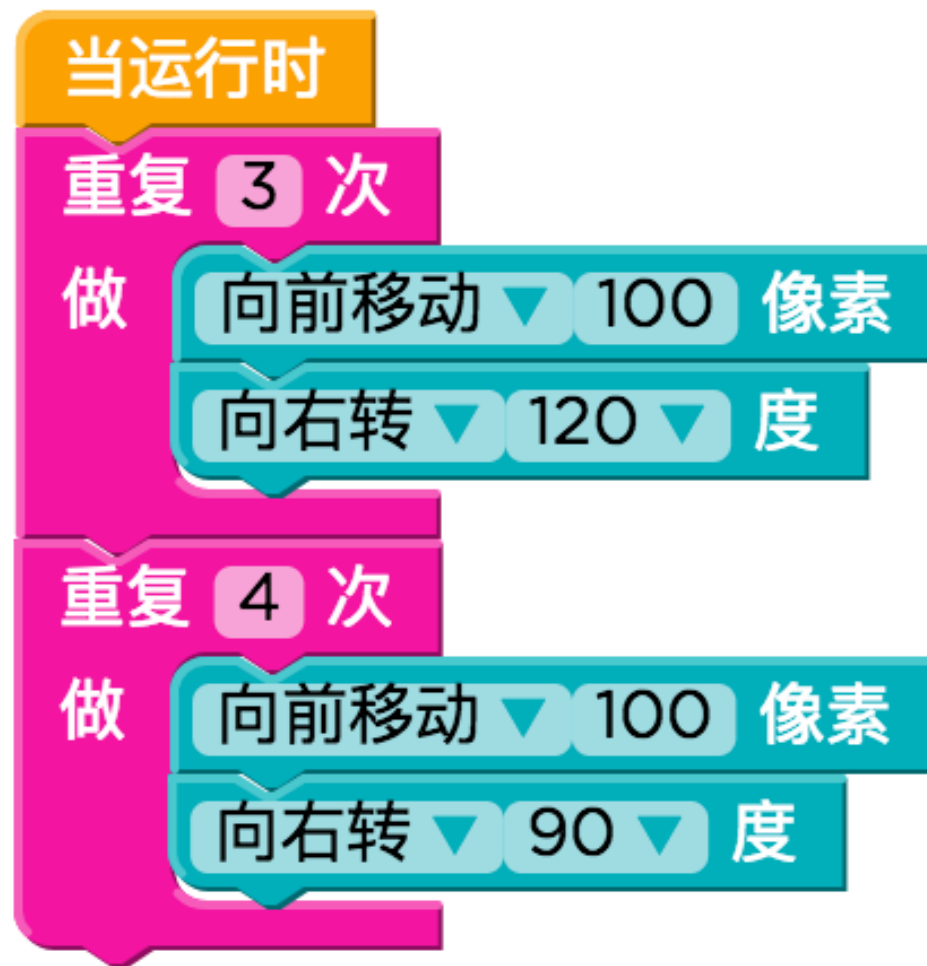 当运行时
重复 3 次
做 向前移动 100 像素
向右转 120 度
重复 4 次
做 向前移动 100 像素
向右转 90 度